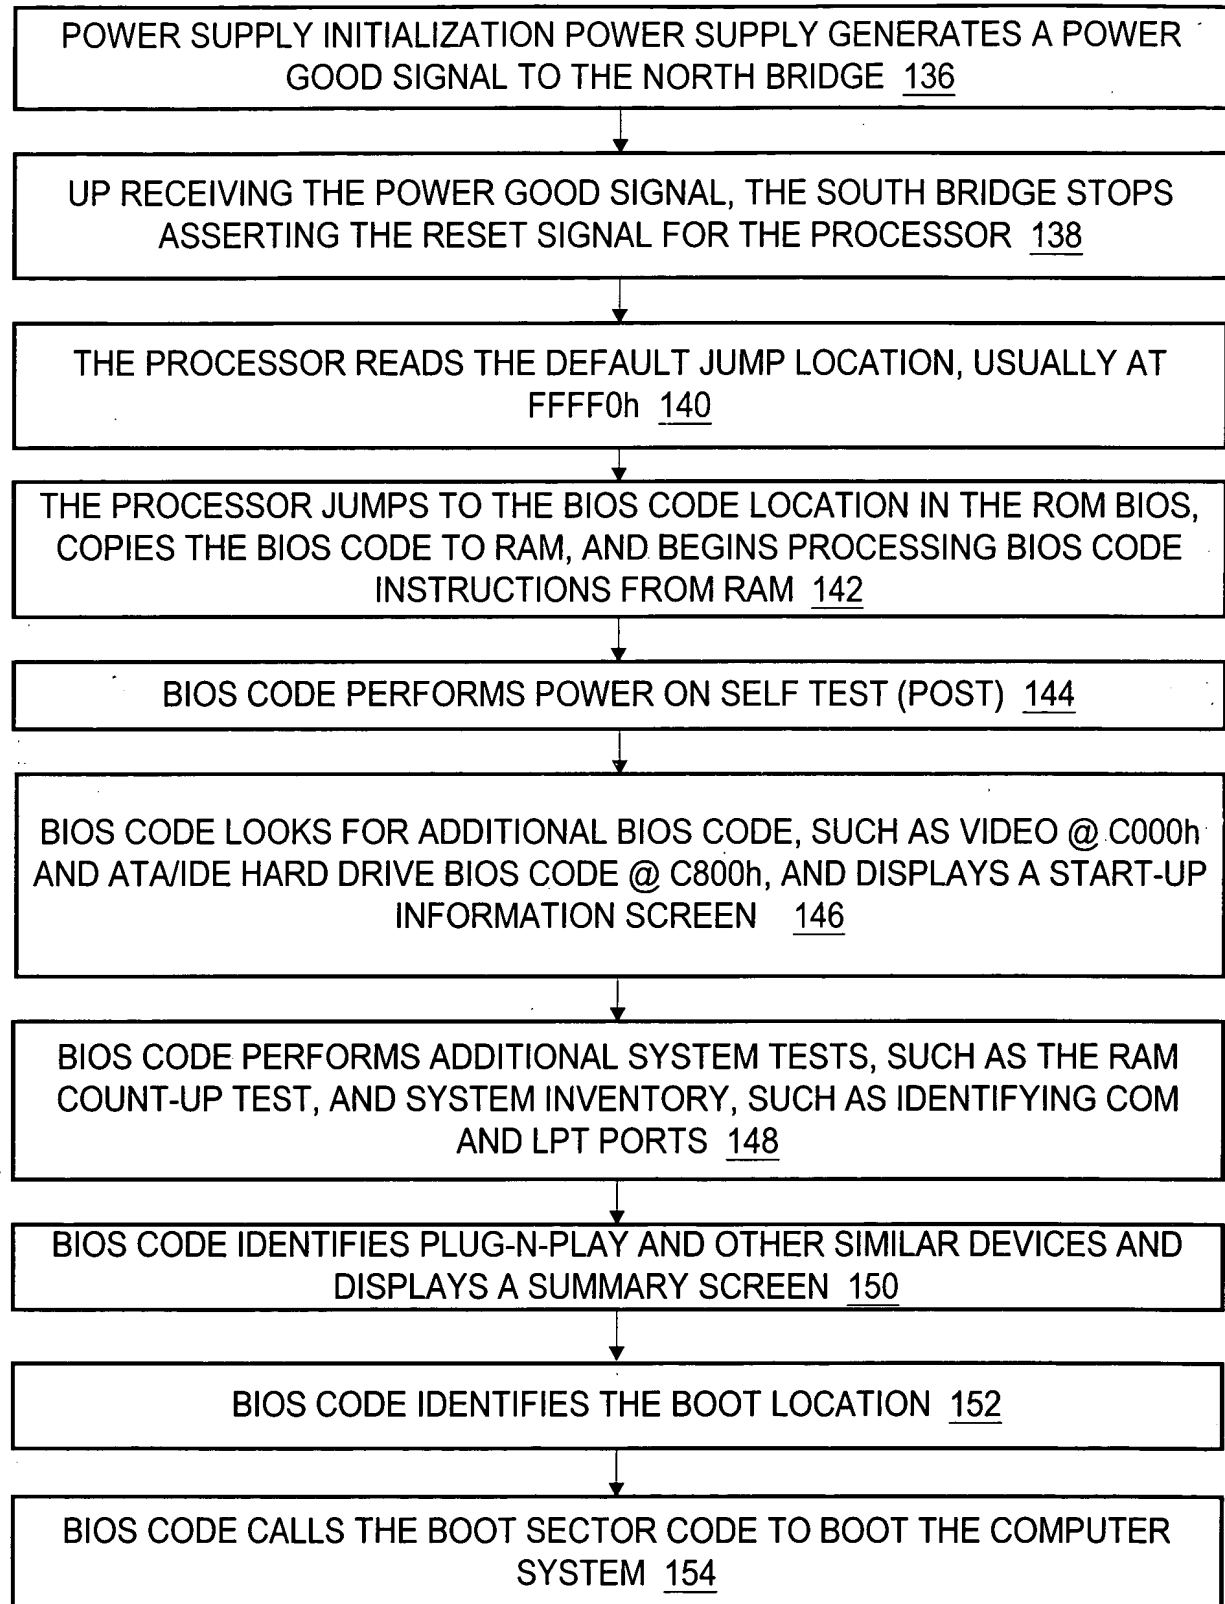 POWER SUPPLY INITIALIZATION POWER SUPPLY GENERATES A POWER
GOOD SIGNAL TO THE NORTH BRIDGE 136
UP RECEIVING THE POWER GOOD SIGNAL, THE SOUTH BRIDGE STOPS
ASSERTING THE RESET SIGNAL FOR THE PROCESSOR 138
THE PROCESSOR READS THE DEFAULT JUMP LOCATION, USUALLY AT
FFFF0h 140
THE PROCESSOR JUMPS TO THE BIOS CODE LOCATION IN THE ROM BIOS,
COPIES THE BIOS CODE TO RAM, AND BEGINS PROCESSING BIOS CODE
INSTRUCTIONS FROM RAM 142
BIOS CODE PERFORMS POWER ON SELF TEST (POST) 144
BIOS CODE LOOKS FOR ADDITIONAL BIOS CODE, SUCH AS VIDEO @ C000h
AND ATA/IDE HARD DRIVE BIOS CODE @ C800h, AND DISPLAYS A START-UP
INFORMATION SCREEN 146
BIOS CODE PERFORMS ADDITIONAL SYSTEM TESTS, SUCH AS THE RAM
COUNT-UP TEST, AND SYSTEM INVENTORY, SUCH AS IDENTIFYING COM
AND LPT PORTS 148
BIOS CODE IDENTIFIES PLUG-N-PLAY AND OTHER SIMILAR DEVICES AND
DISPLAYS A SUMMARY SCREEN 150
BIOS CODE IDENTIFIES THE BOOT LOCATION 152
BIOS CODE CALLS THE BOOT SECTOR CODE TO BOOT THE COMPUTER
SYSTEM 154